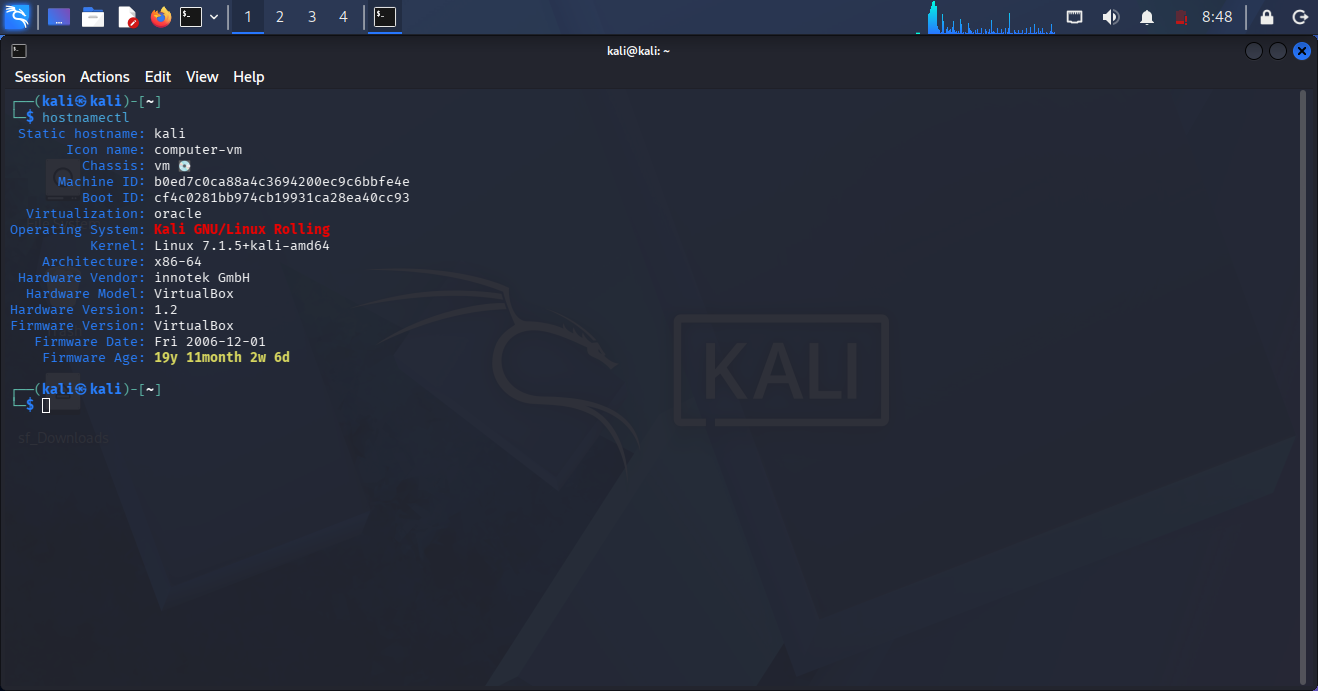 1 2 3 4 8:48
kali@kali: ~
Session Actions Edit View Help
┌──(kali㉿kali)-[~]
└─$ hostnamectl
Static hostname: kali
Icon name: computer-vm
Chassis: vm 💽
Machine ID: b0ed7c0ca88a4c3694200ec9c6bbfe4e
Boot ID: cf4c0281bb974cb19931ca28ea40cc93
Virtualization: oracle
Operating System: Kali GNU/Linux Rolling
Kernel: Linux 7.1.5+kali-amd64
Architecture: x86-64
Hardware Vendor: innotek GmbH
Hardware Model: VirtualBox
Hardware Version: 1.2
Firmware Version: VirtualBox
Firmware Date: Fri 2006-12-01
Firmware Age: 19y 11month 2w 6d
┌──(kali㉿kali)-[~]
└─$
KALI
sf_Downloads